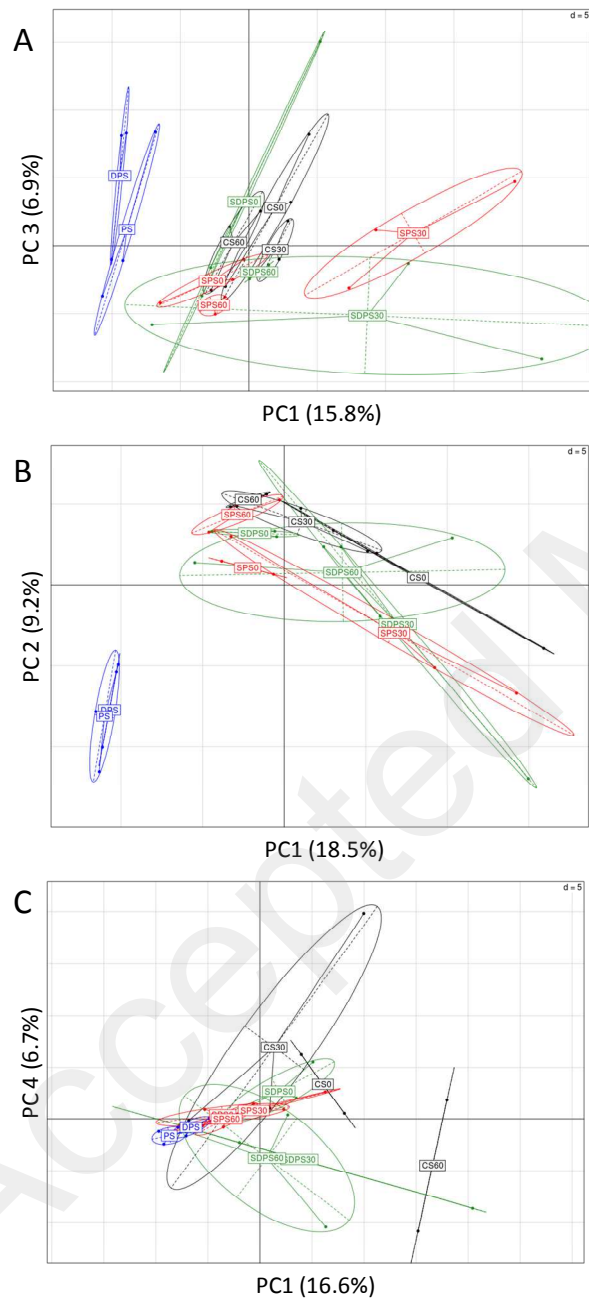 A
d = 5
DPS
PS
SDPS0
CS0
CS60
CS30
SPS30
SPS0
SDPS60
SPS60
SDPS30
PC 3 (6.9%)
PC1 (15.8%)
B
d = 5
CS60
SPS60
CS30
SDPS0
SPS0
SDPS60
CS0
SDPS30
SPS30
DPS
PS
PC 2 (9.2%)
PC1 (18.5%)
C
d = 5
CS30
SDPS0
CS0
SPS30
SPS60
DPS
PS
SDPS60
SDPS30
CS60
PC 4 (6.7%)
PC1 (16.6%)
Accepted M